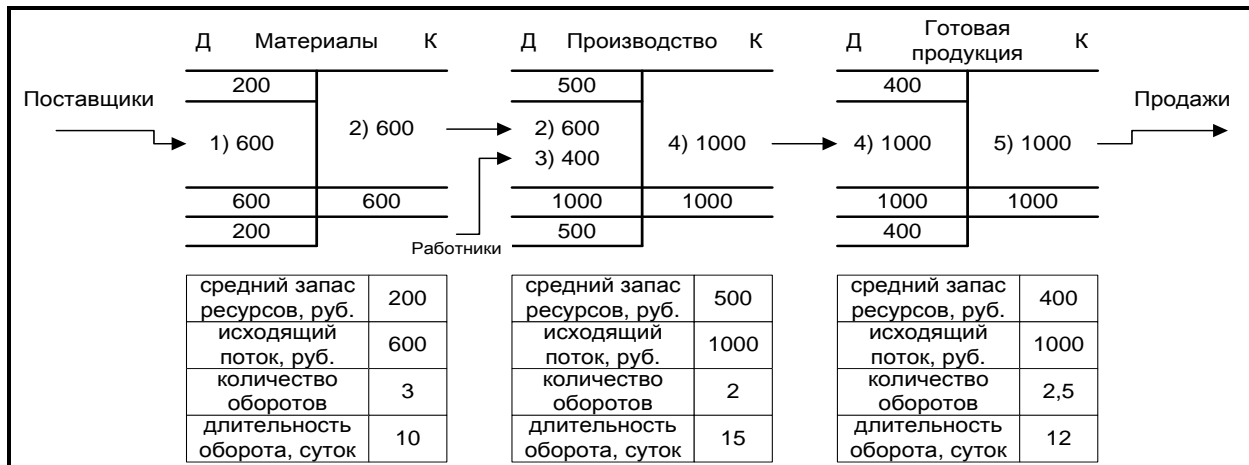 Д Материалы К
Д Производство К
Д Готовая продукция К
200
500
400
Поставщики
Продажи
1) 600
2) 600
2) 600
3) 400
4) 1000
4) 1000
5) 1000
600 600
1000 1000
1000 1000
200
500
400
Работники
средний запас
ресурсов, руб. 200
исходящий
поток, руб. 600
количество
оборотов 3
длительность
оборота, суток 10
средний запас
ресурсов, руб. 500
исходящий
поток, руб. 1000
количество
оборотов 2
длительность
оборота, суток 15
средний запас
ресурсов, руб. 400
исходящий
поток, руб. 1000
количество
оборотов 2,5
длительность
оборота, суток 12